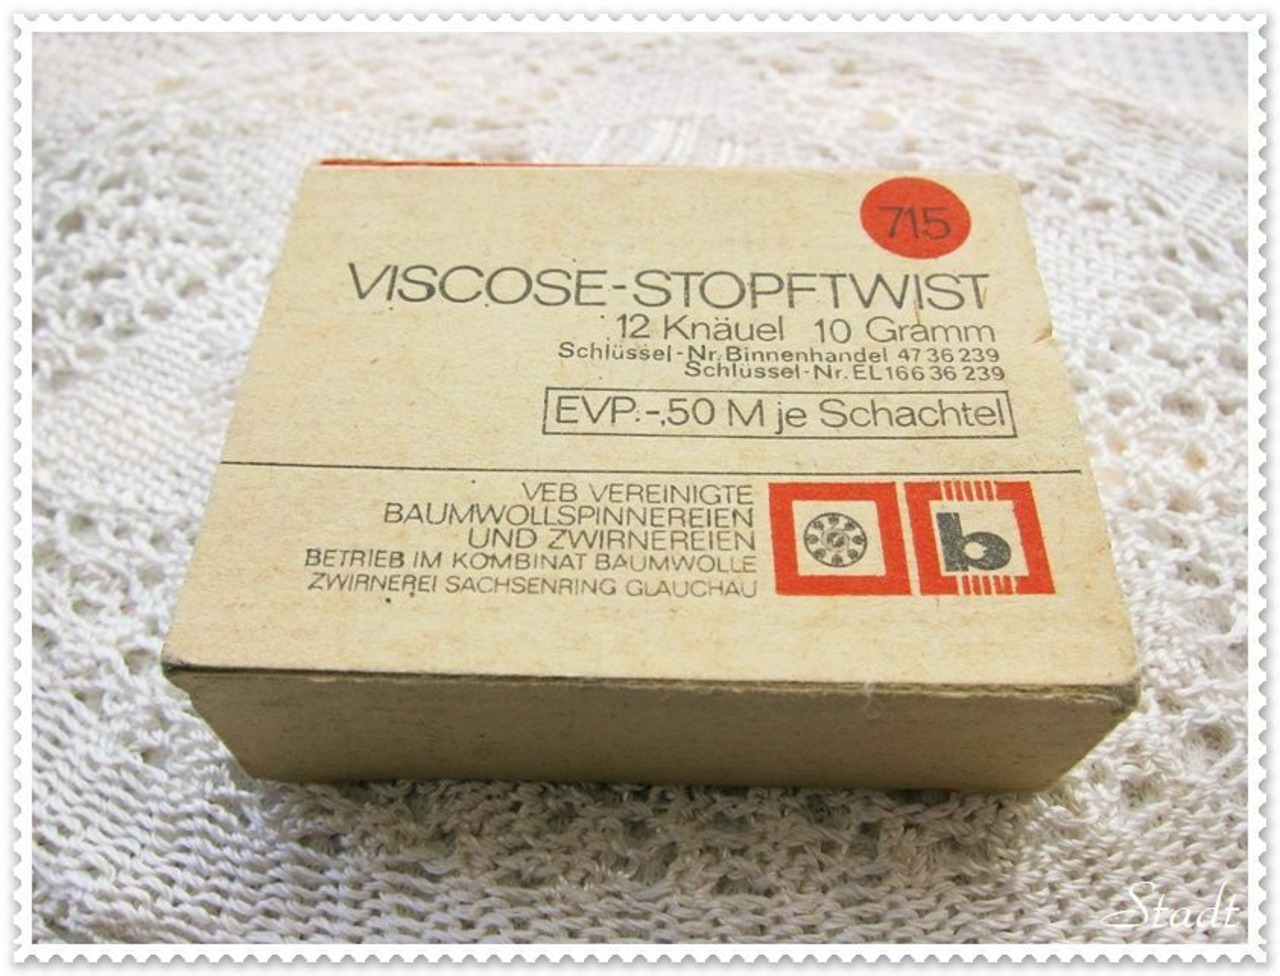 715
VISCOSE-STOPFTWIST
12 Knäuel 10 Gramm
Schlüssel-Nr. Binnenhandel 47 36 239
Schlüssel-Nr. EL 166 36 239
EVP.-,50 M je Schachtel
VEB VEREINIGTE
BAUMWOLLSPINNEREIEN
UND ZWIRNEREIEN
BETRIEB IM KOMBINAT BAUMWOLLE
ZWIRNEREI SACHSENRING GLAUCHAU
b
Stadt